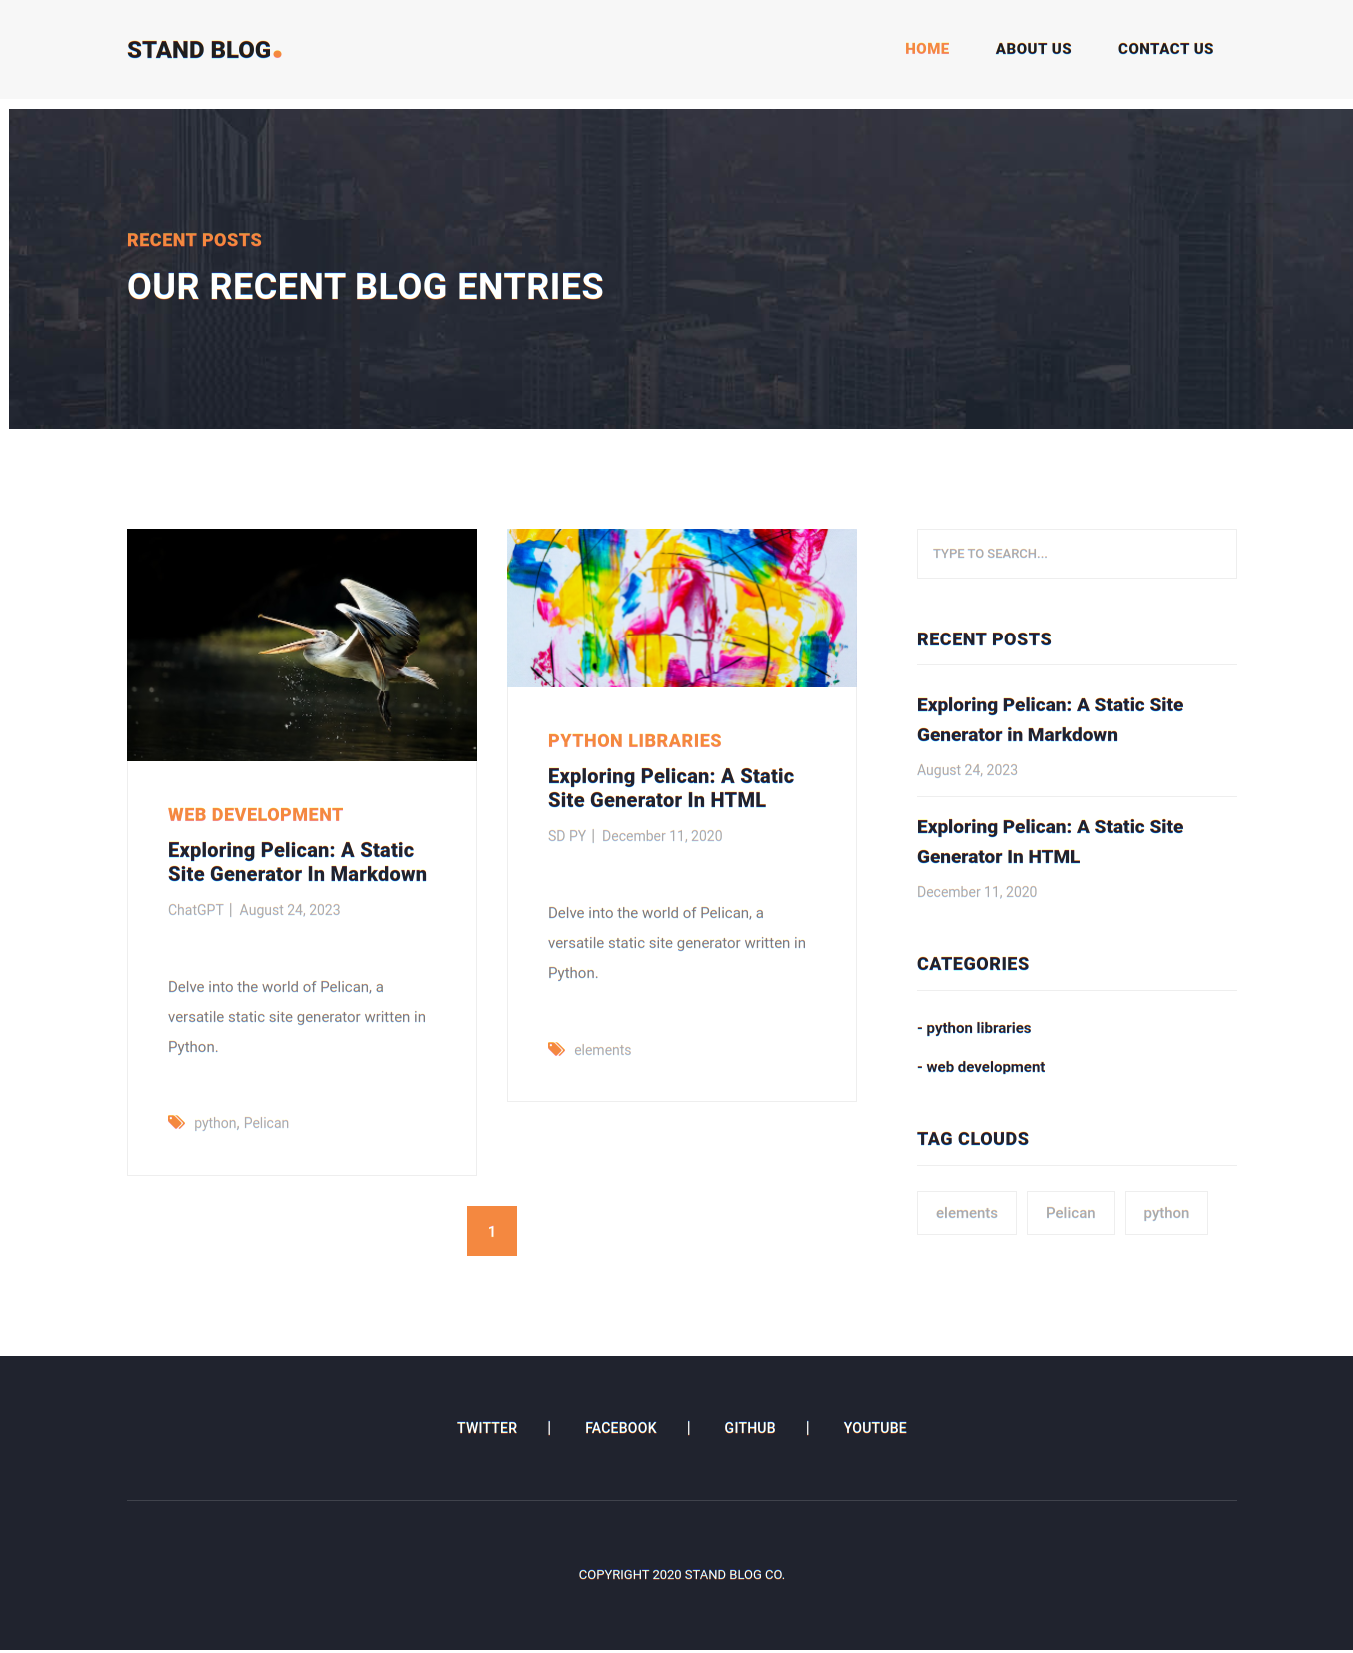 STAND BLOG.
HOME
ABOUT US
CONTACT US
RECENT POSTS
OUR RECENT BLOG ENTRIES
WEB DEVELOPMENT
Exploring Pelican: A Static
Site Generator In Markdown
ChatGPT | August 24, 2023
Delve into the world of Pelican, a
versatile static site generator written in
Python.
python, Pelican
PYTHON LIBRARIES
Exploring Pelican: A Static
Site Generator In HTML
SD PY | December 11, 2020
Delve into the world of Pelican, a
versatile static site generator written in
Python.
elements
1
TYPE TO SEARCH...
RECENT POSTS
Exploring Pelican: A Static Site
Generator in Markdown
August 24, 2023
Exploring Pelican: A Static Site
Generator In HTML
December 11, 2020
CATEGORIES
- python libraries
- web development
TAG CLOUDS
elements
Pelican
python
TWITTER | FACEBOOK | GITHUB | YOUTUBE
COPYRIGHT 2020 STAND BLOG CO.